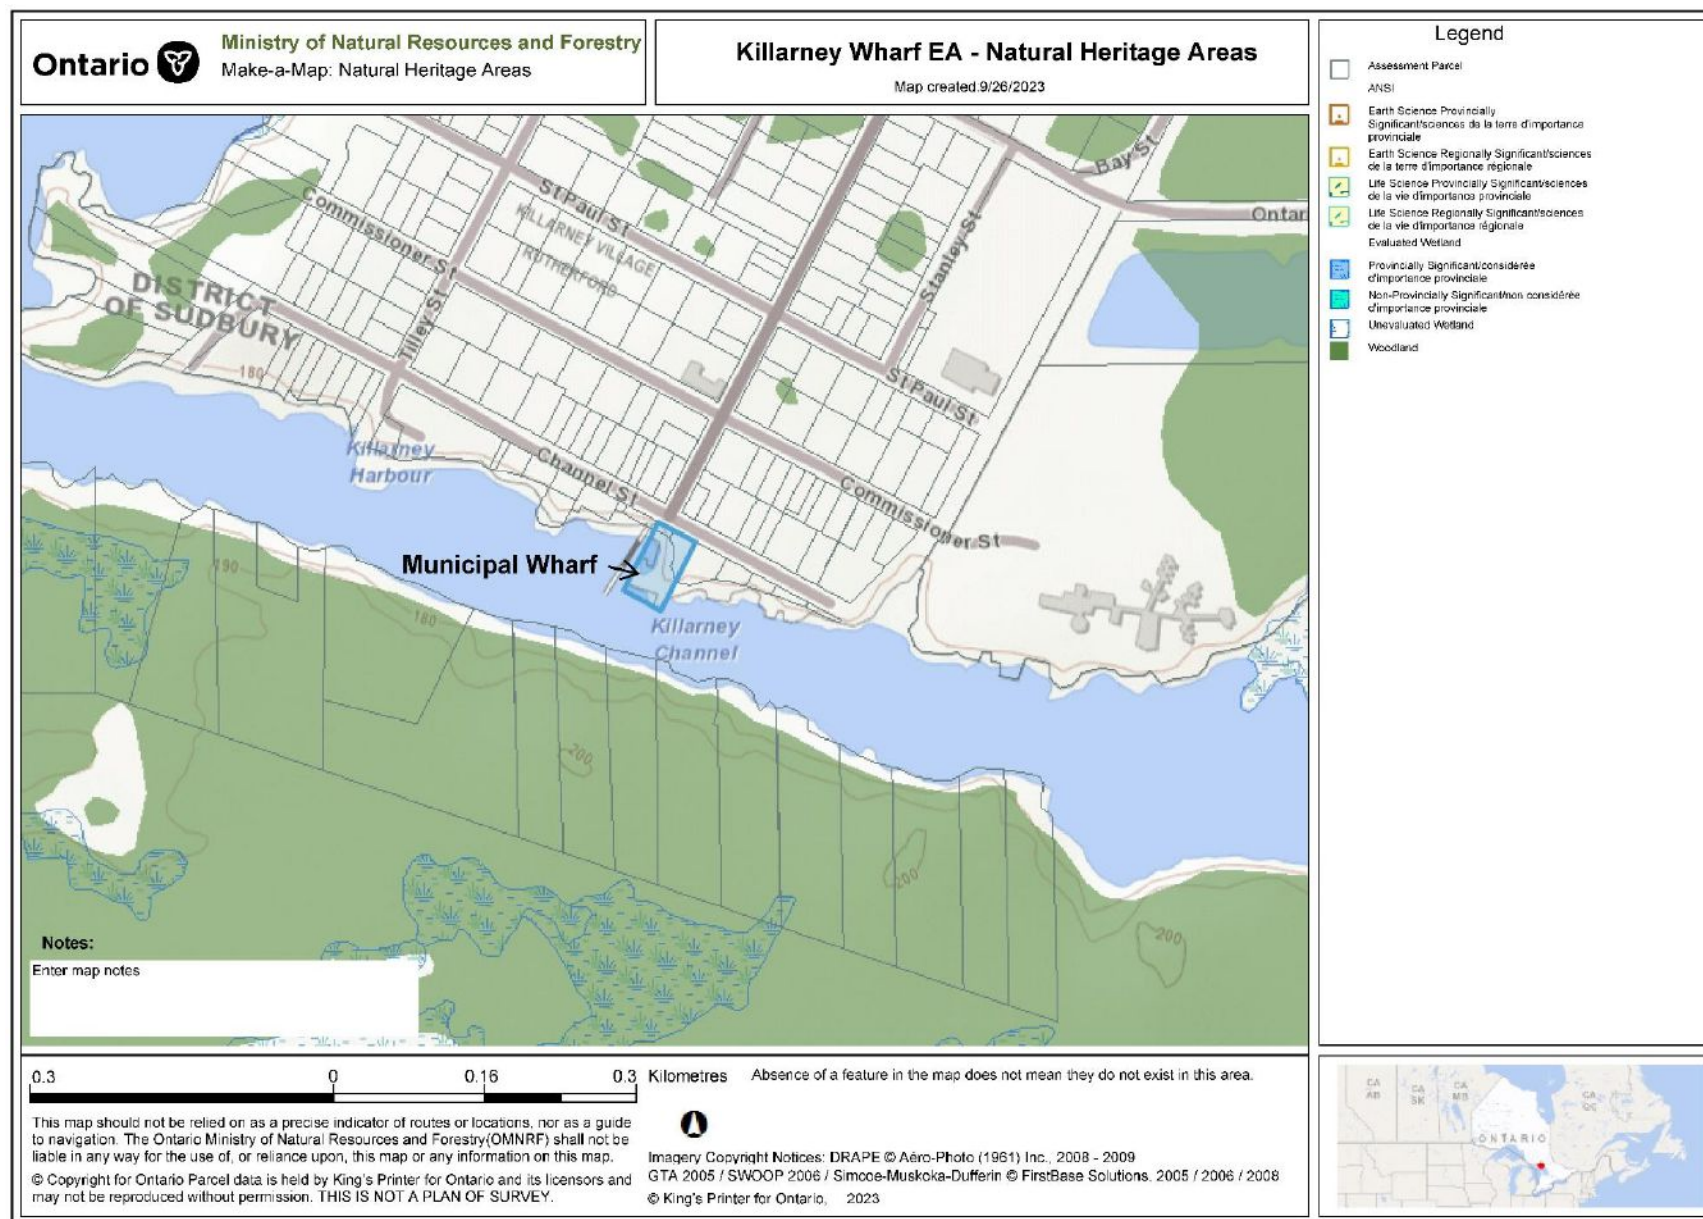 Ontario
Ministry of Natural Resources and Forestry
Make-a-Map: Natural Heritage Areas
Killarney Wharf EA - Natural Heritage Areas
Map created:9/26/2023
Legend
Assessment Parcel
ANSI
Earth Science Provincially
Significant/sciences de la terre d'importance
provinciale
Earth Science Regionally Significant/sciences
de la terre d'importance régionale
Life Science Provincially Significant/sciences
de la vie d'importance provinciale
Life Science Regionally Significant/sciences
de la vie d'importance régionale
Evaluated Wetland
Provincially Significant/considérée
d'importance provinciale
Non-Provincially Significant/non considérée
d'importance provinciale
Unevaluated Wetland
Woodland
Bay St
Ontar
St Paul St
Commissioner St
KILLARNEY VILLAGE
RUTHERFORD
Stanley St
DISTRICT
OF SUDBURY
Tilley St
180
St Paul St
Killarney
Harbour
Channel St
Commissioner St
Municipal Wharf
190
180
Killarney
Channel
200
200
200
Notes:
Enter map notes
0.3
0
0.16
0.3
Kilometres
Absence of a feature in the map does not mean they do not exist in this area.
This map should not be relied on as a precise indicator of routes or locations, nor as a guide
to navigation. The Ontario Ministry of Natural Resources and Forestry(OMNRF) shall not be
liable in any way for the use of, or reliance upon, this map or any information on this map.
© Copyright for Ontario Parcel data is held by King's Printer for Ontario and its licensors and
may not be reproduced without permission. THIS IS NOT A PLAN OF SURVEY.
Imagery Copyright Notices: DRAPE © Aéro-Photo (1961) Inc., 2008 - 2009
GTA 2005 / SWOOP 2006 / Simcoe-Muskoka-Dufferin © FirstBase Solutions, 2005 / 2006 / 2008
© King's Printer for Ontario, 2023
CA
AB
CA
SK
CA
MB
CA
QC
ONTARIO